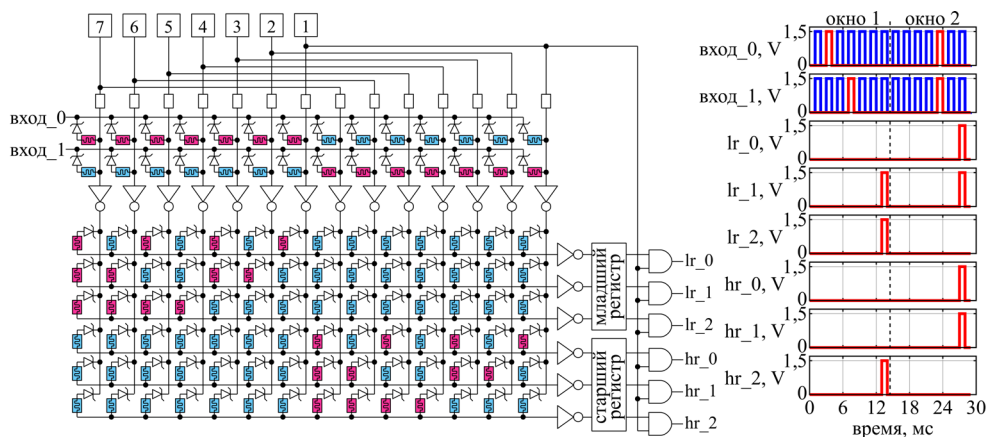 7 6 5 4 3 2 1
вход_0
вход_1
младший
регистр
старший
регистр
lr_0
lr_1
lr_2
hr_0
hr_1
hr_2
окно 1 окно 2
1,5
вход_0, V
0
1,5
вход_1, V
0
1,5
lr_0, V
0
1,5
lr_1, V
0
1,5
lr_2, V
0
1,5
hr_0, V
0
1,5
hr_1, V
0
1,5
hr_2, V
0
0 6 12 18 24 30
время, мс